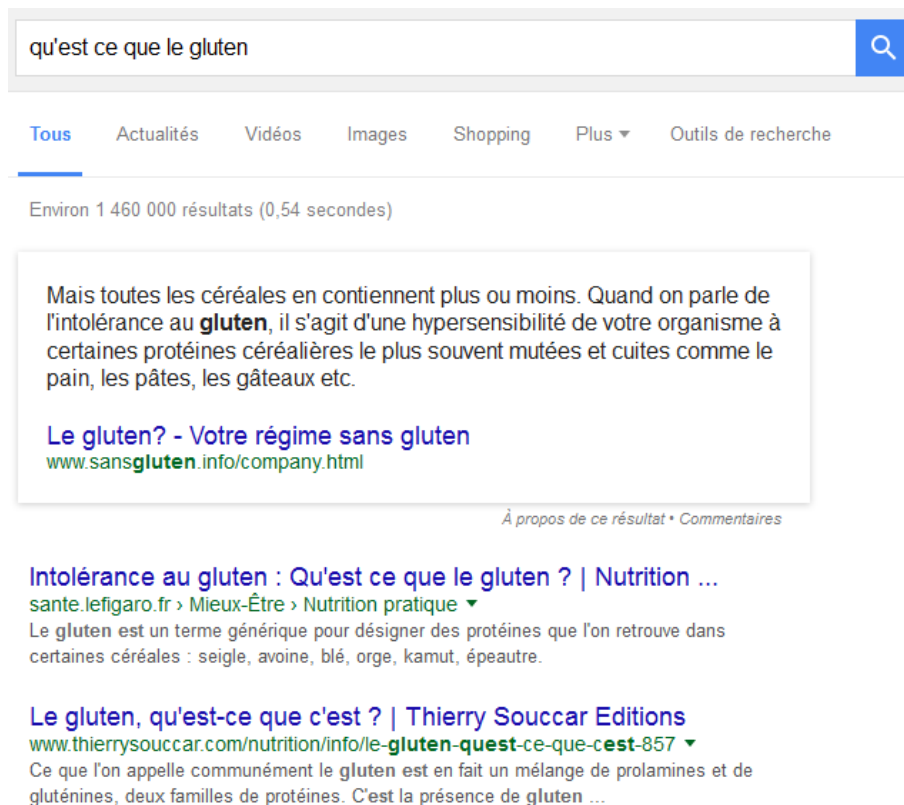 qu'est ce que le gluten
Tous Actualités Vidéos Images Shopping Plus ▾ Outils de recherche
Environ 1 460 000 résultats (0,54 secondes)
Mais toutes les céréales en contiennent plus ou moins. Quand on parle de
l'intolérance au gluten, il s'agit d'une hypersensibilité de votre organisme à
certaines protéines céréalières le plus souvent mutées et cuites comme le
pain, les pâtes, les gâteaux etc.
Le gluten? - Votre régime sans gluten
www.sansgluten.info/company.html
À propos de ce résultat • Commentaires
Intolérance au gluten : Qu'est ce que le gluten ? | Nutrition ...
sante.lefigaro.fr › Mieux-Être › Nutrition pratique ▾
Le gluten est un terme générique pour désigner des protéines que l'on retrouve dans
certaines céréales : seigle, avoine, blé, orge, kamut, épeautre.
Le gluten, qu'est-ce que c'est ? | Thierry Souccar Editions
www.thierrysouccar.com/nutrition/info/le-gluten-quest-ce-que-cest-857 ▾
Ce que l'on appelle communément le gluten est en fait un mélange de prolamines et de
gluténines, deux familles de protéines. C'est la présence de gluten ...